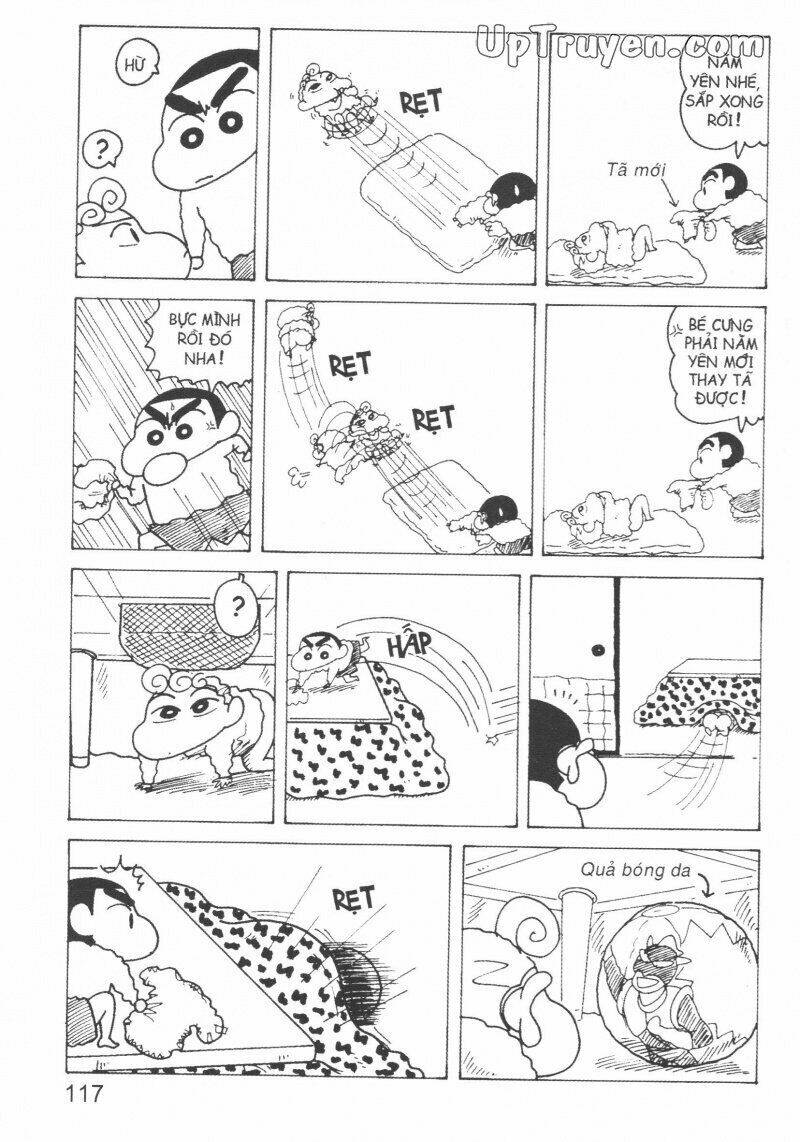 UpTruyen.com
NẰM
YÊN NHÉ,
SẮP XONG
RỒI!
Tã mới
RẸT
HỪ
?
BÉ CƯNG
PHẢI NẰM
YÊN MỚI
THAY TÃ
ĐƯỢC!
RẸT
RẸT
BỰC MÌNH
RỒI ĐÓ
NHA!
HẤP
?
Quả bóng da
RẸT
117